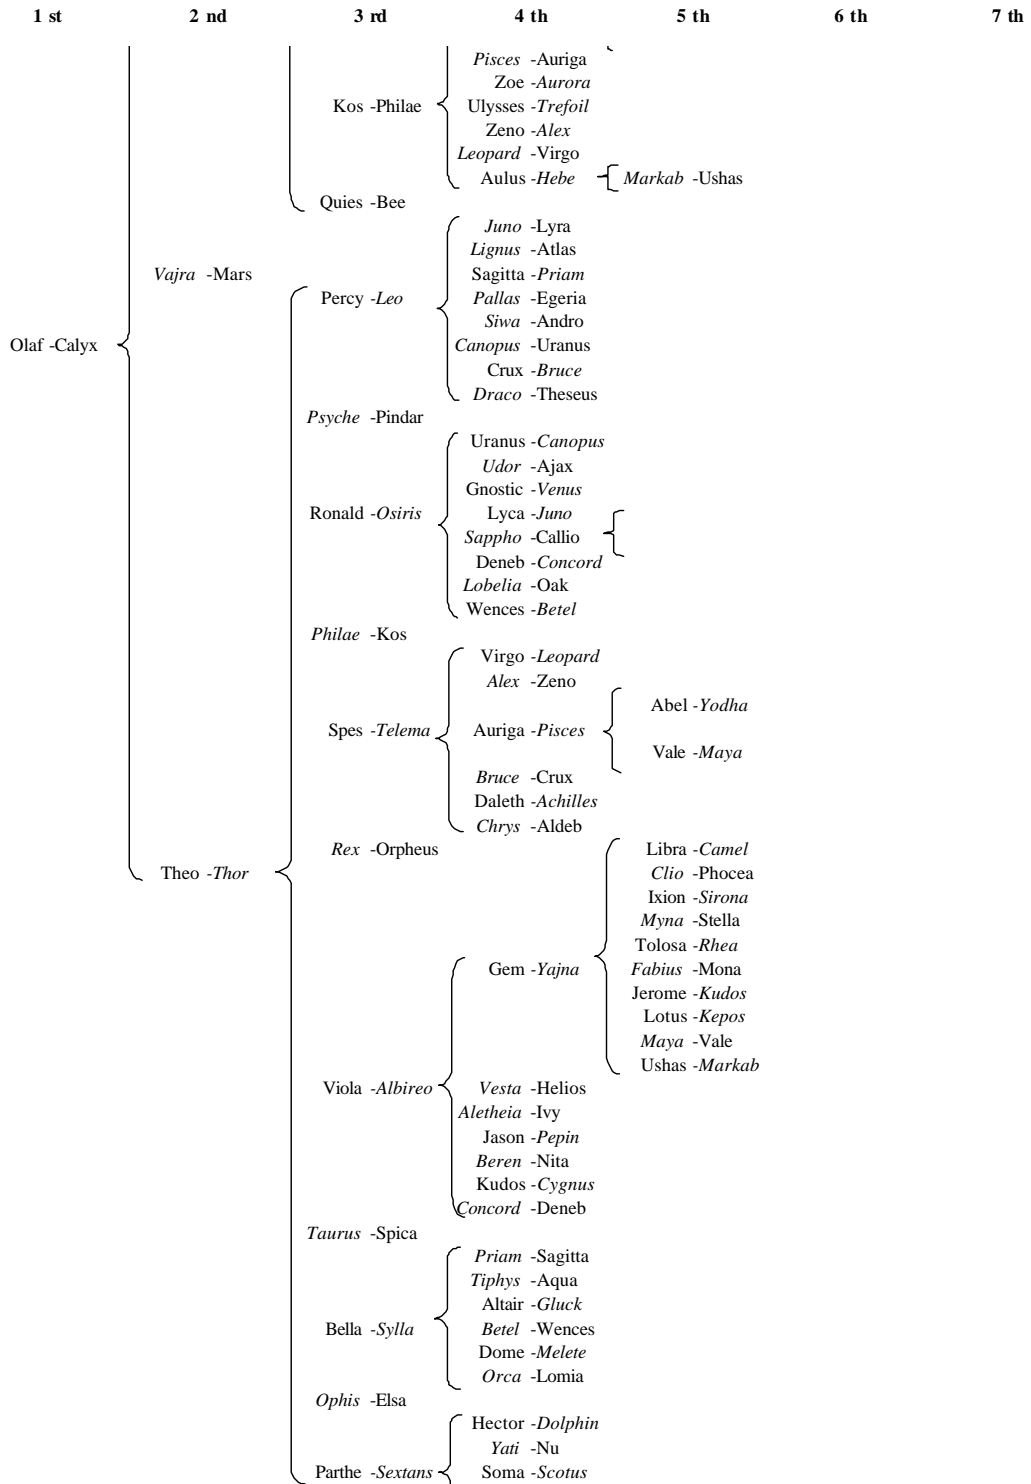 1 st 2 nd 3 rd 4 th 5 th 6 th 7 th
Pisces -Auriga
Zoe -Aurora
Kos -Philae Ulysses -Trefoil
Zeno -Alex
Leopard -Virgo
Aulus -Hebe Markab -Ushas
Quies -Bee
Juno -Lyra
Lignus -Atlas
Vajra -Mars Sagitta -Priam
Percy -Leo Pallas -Egeria
Siwa -Andro
Olaf -Calyx Canopus -Uranus
Crux -Bruce
Draco -Theseus
Psyche -Pindar
Uranus -Canopus
Udor -Ajax
Gnostic -Venus
Ronald -Osiris Lyca -Juno
Sappho -Callio
Deneb -Concord
Lobelia -Oak
Wences -Betel
Philae -Kos
Virgo -Leopard
Alex -Zeno
Abel -Yodha
Spes -Telema Auriga -Pisces
Vale -Maya
Bruce -Crux
Daleth -Achilles
Chrys -Aldeb
Rex -Orpheus Libra -Camel
Theo -Thor Clio -Phocea
Ixion -Sirona
Myna -Stella
Tolosa -Rhea
Gem -Yajna Fabius -Mona
Jerome -Kudos
Lotus -Kepos
Maya -Vale
Ushas -Markab
Viola -Albireo Vesta -Helios
Aletheia -Ivy
Jason -Pepin
Beren -Nita
Kudos -Cygnus
Concord -Deneb
Taurus -Spica
Priam -Sagitta
Tiphys -Aqua
Altair -Gluck
Bella -Sylla Betel -Wences
Dome -Melete
Orca -Lomia
Ophis -Elsa
Hector -Dolphin
Yati -Nu
Parthe -Sextans Soma -Scotus